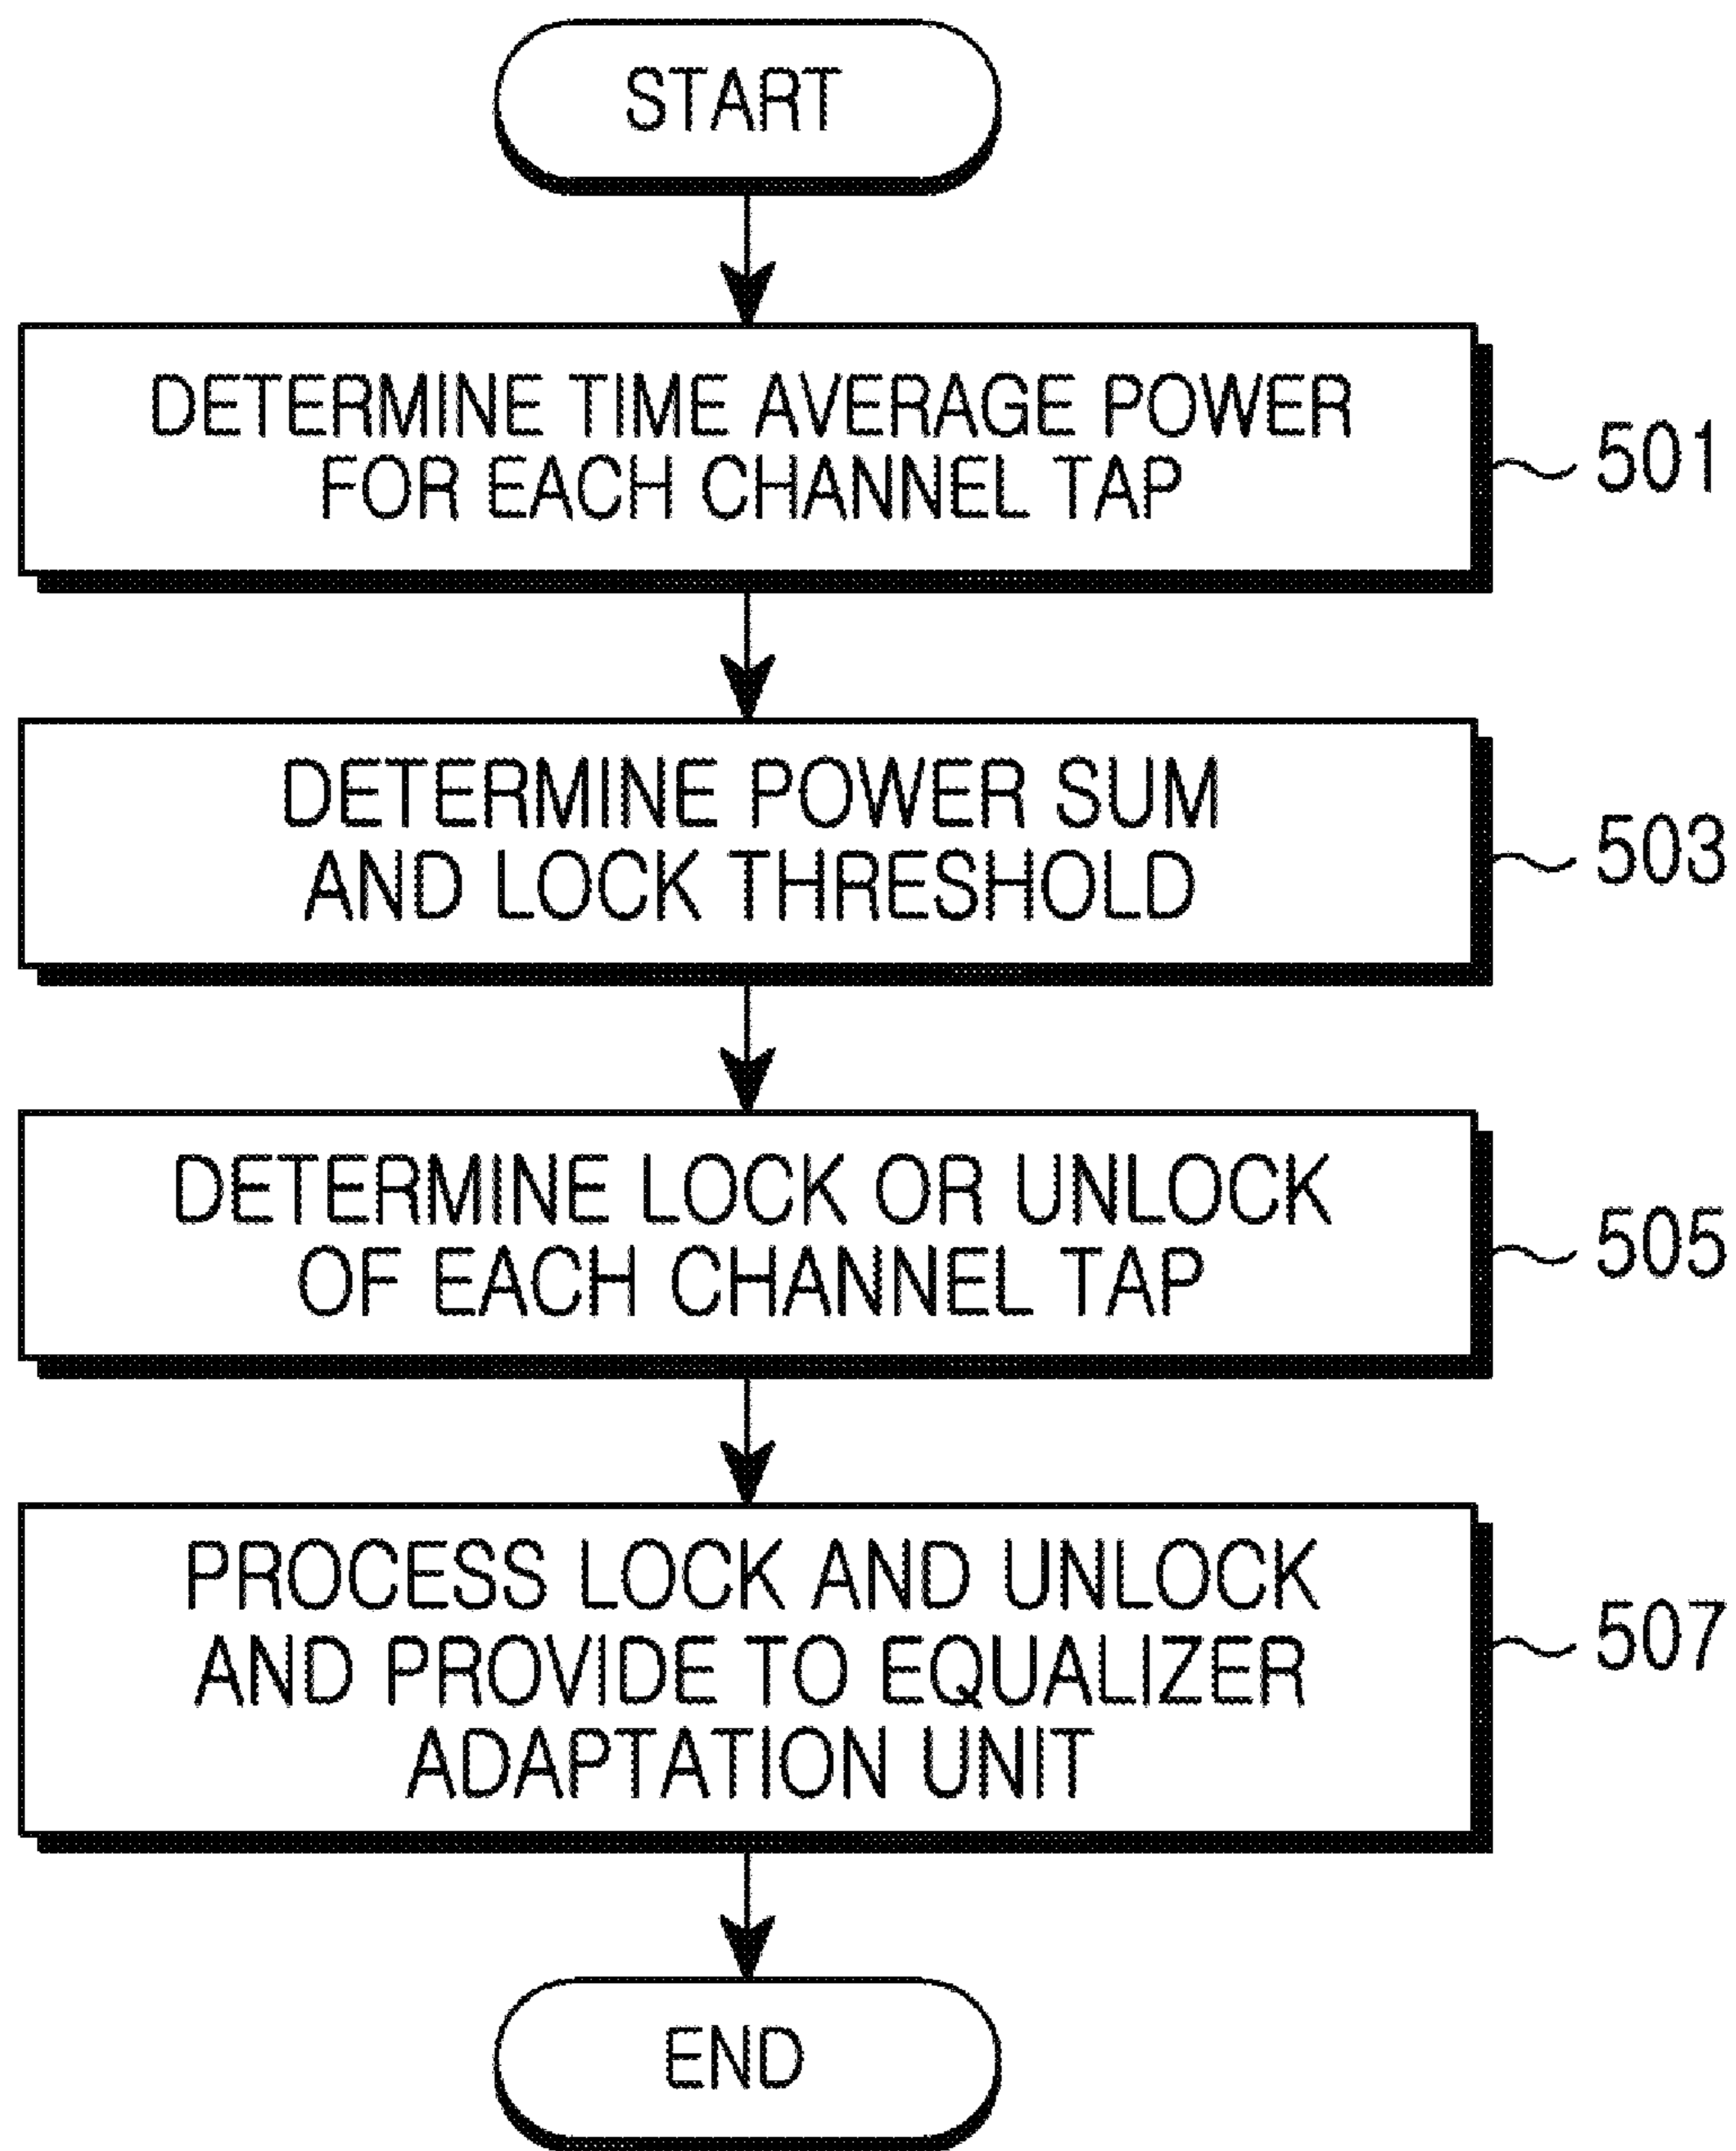 START
DETERMINE TIME AVERAGE POWER
FOR EACH CHANNEL TAP
501
DETERMINE POWER SUM
AND LOCK THRESHOLD
503
DETERMINE LOCK OR UNLOCK
OF EACH CHANNEL TAP
505
PROCESS LOCK AND UNLOCK
AND PROVIDE TO EQUALIZER
ADAPTATION UNIT
507
END